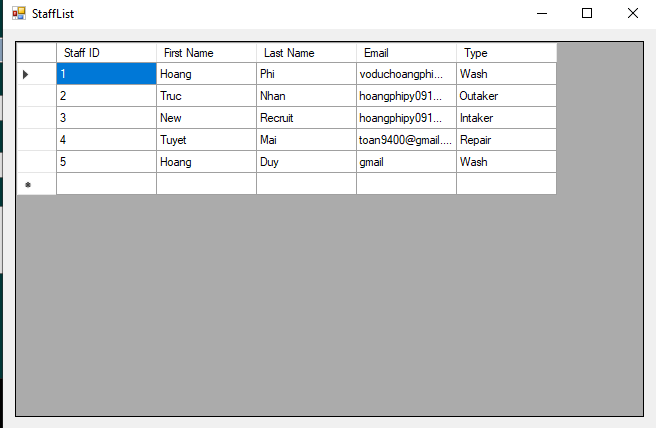 StaffList
Staff ID First Name Last Name Email Type
1 Hoang Phi voduchoangphi... Wash
2 Truc Nhan hoangphipy091... Outaker
3 New Recruit hoangphipy091... Intaker
4 Tuyet Mai toan9400@gmail.... Repair
5 Hoang Duy gmail Wash